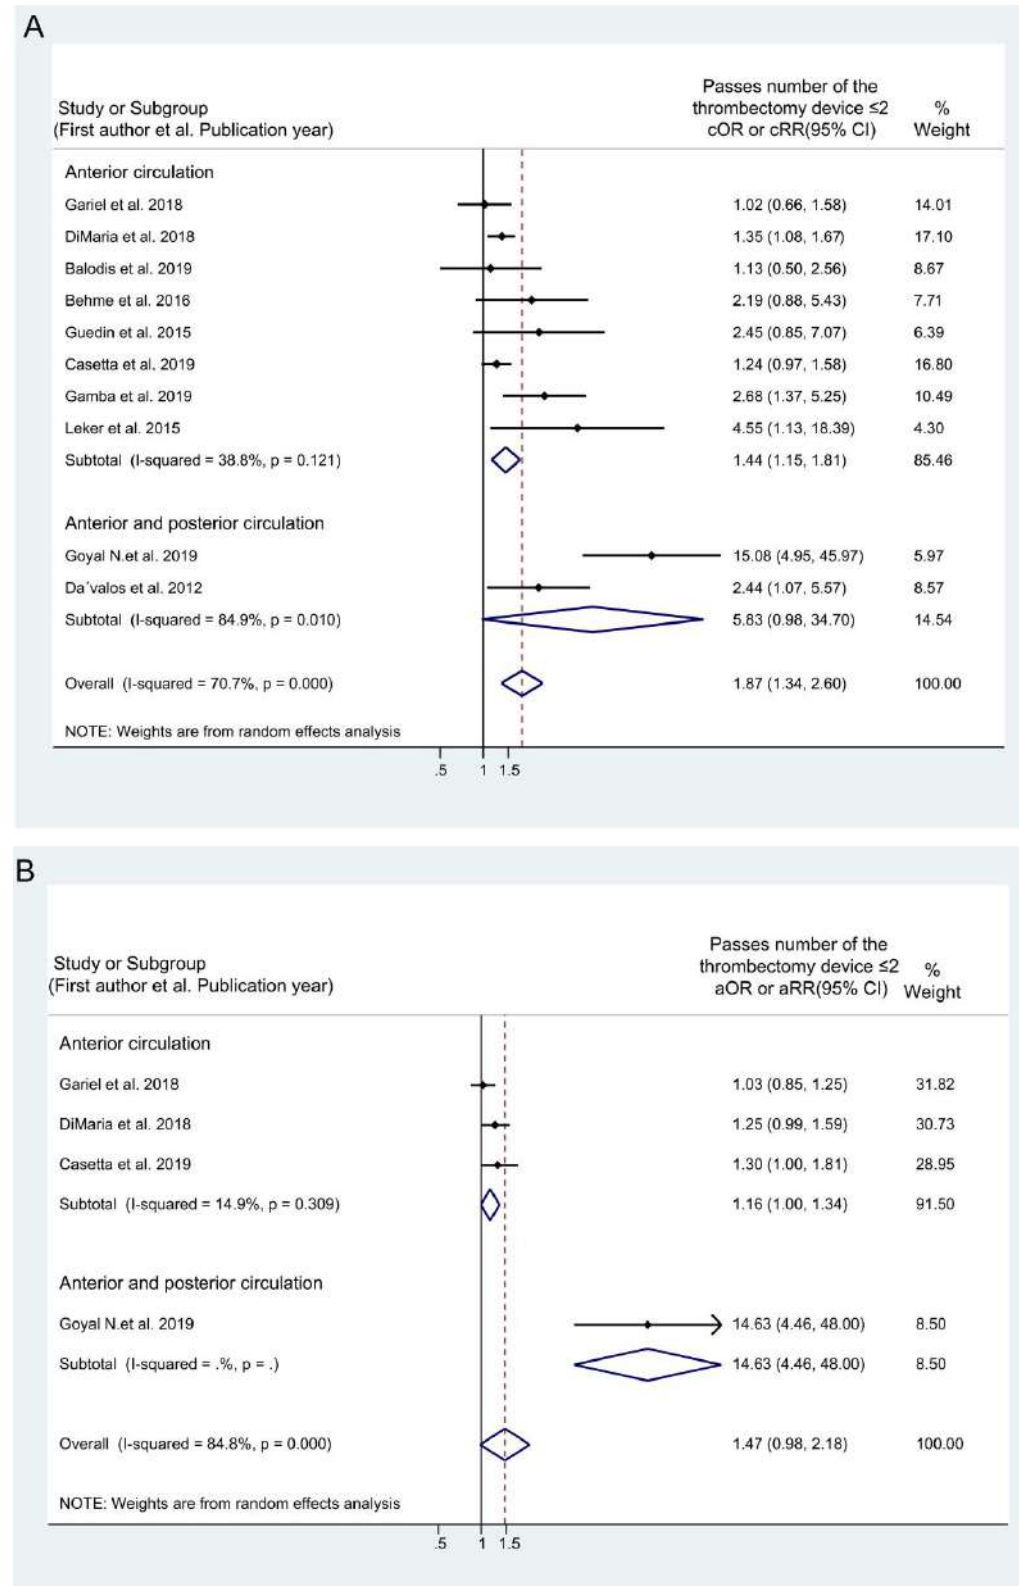 A
Passes number of the
Study or Subgroup thrombectomy device ≤2 %
(First author et al. Publication year) cOR or cRR(95% CI) Weight
Anterior circulation
Gariel et al. 2018 1.02 (0.66, 1.58) 14.01
DiMaria et al. 2018 1.35 (1.08, 1.67) 17.10
Balodis et al. 2019 1.13 (0.50, 2.56) 8.67
Behme et al. 2016 2.19 (0.88, 5.43) 7.71
Guedin et al. 2015 2.45 (0.85, 7.07) 6.39
Casetta et al. 2019 1.24 (0.97, 1.58) 16.80
Gamba et al. 2019 2.68 (1.37, 5.25) 10.49
Leker et al. 2015 4.55 (1.13, 18.39) 4.30
Subtotal (I-squared = 38.8%, p = 0.121) 1.44 (1.15, 1.81) 85.46
Anterior and posterior circulation
Goyal N.et al. 2019 15.08 (4.95, 45.97) 5.97
Da´valos et al. 2012 2.44 (1.07, 5.57) 8.57
Subtotal (I-squared = 84.9%, p = 0.010) 5.83 (0.98, 34.70) 14.54
Overall (I-squared = 70.7%, p = 0.000) 1.87 (1.34, 2.60) 100.00
NOTE: Weights are from random effects analysis
.5 1 1.5
B
Passes number of the
Study or Subgroup thrombectomy device ≤2 %
(First author et al. Publication year) aOR or aRR(95% CI) Weight
Anterior circulation
Gariel et al. 2018 1.03 (0.85, 1.25) 31.82
DiMaria et al. 2018 1.25 (0.99, 1.59) 30.73
Casetta et al. 2019 1.30 (1.00, 1.81) 28.95
Subtotal (I-squared = 14.9%, p = 0.309) 1.16 (1.00, 1.34) 91.50
Anterior and posterior circulation
Goyal N.et al. 2019 14.63 (4.46, 48.00) 8.50
Subtotal (I-squared = .%, p = .) 14.63 (4.46, 48.00) 8.50
Overall (I-squared = 84.8%, p = 0.000) 1.47 (0.98, 2.18) 100.00
NOTE: Weights are from random effects analysis
.5 1 1.5